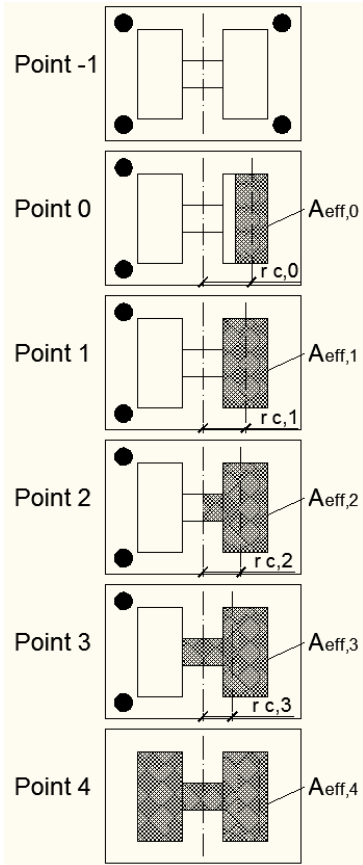 Point -1
Point 0
Aeff,0
r c,0
Point 1
Aeff,1
r c,1
Point 2
Aeff,2
r c,2
Point 3
Aeff,3
r c,3
Point 4
Aeff,4